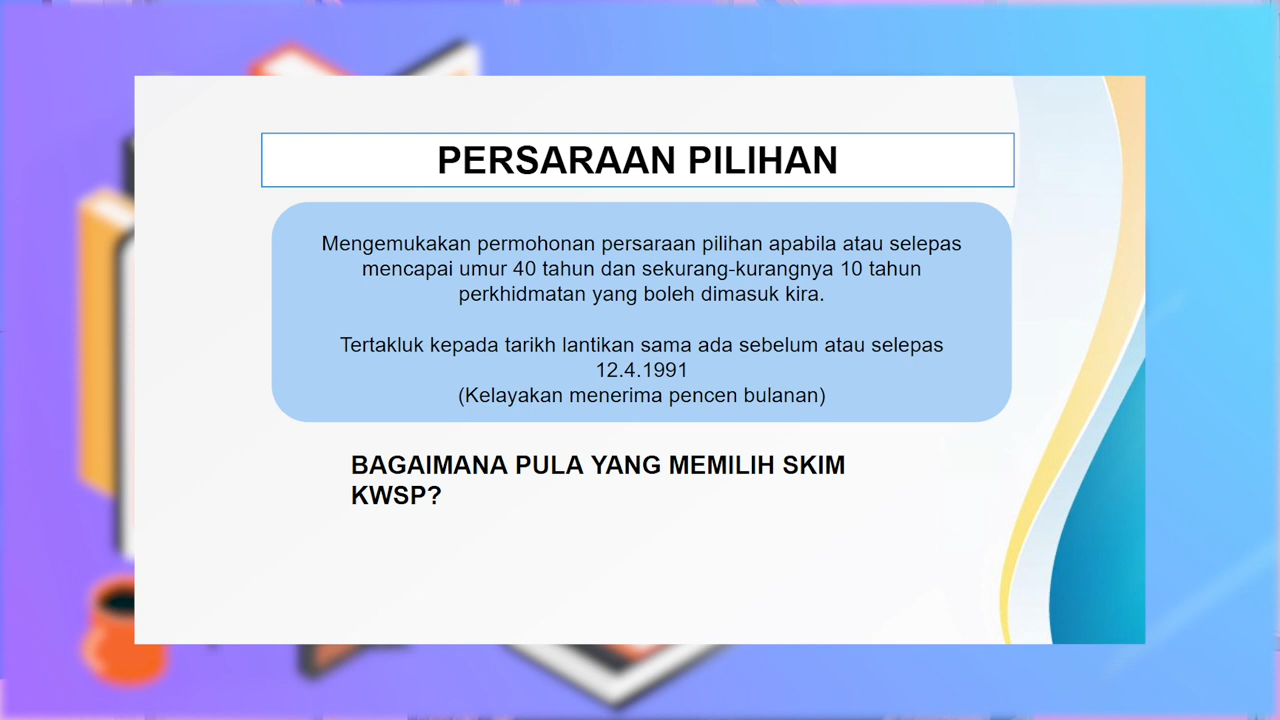 PERSARAAN PILIHAN
Mengemukakan permohonan persaraan pilihan apabila atau selepas
mencapai umur 40 tahun dan sekurang-kurangnya 10 tahun
perkhidmatan yang boleh dimasuk kira.
Tertakluk kepada tarikh lantikan sama ada sebelum atau selepas
12.4.1991
(Kelayakan menerima pencen bulanan)
BAGAIMANA PULA YANG MEMILIH SKIM
KWSP?